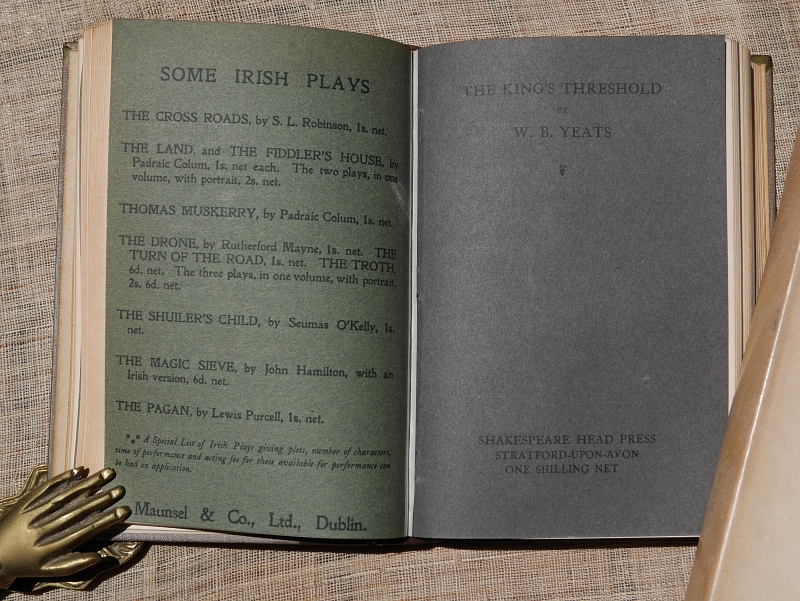 SOME IRISH PLAYS
THE CROSS ROADS, by S. L. Robinson, 1s. net.
THE LAND, and THE FIDDLER'S HOUSE, by
Padraic Colum, 1s. net each. The two plays, in one
volume, with portrait, 2s. net.
THOMAS MUSKERRY, by Padraic Colum, 1s. net.
THE DRONE, by Rutherford Mayne, 1s. net. THE
TURN OF THE ROAD, 1s. net. THE TROTH,
6d. net. The three plays, in one volume, with portrait,
2s. 6d. net.
THE SHUILER'S CHILD, by Seumas O'Kelly, 1s.
net.
THE MAGIC SIEVE, by John Hamilton, with an
Irish version, 6d. net.
THE PAGAN, by Lewis Purcell, 1s. net.
*** A Special List of Irish Plays giving plots, number of characters,
time of performance and acting fee for those available for performance can
be had on application.
Maunsel & Co., Ltd., Dublin.
THE KING'S THRESHOLD
BY
W. B. YEATS
SHAKESPEARE HEAD PRESS
STRATFORD-UPON-AVON
ONE SHILLING NET